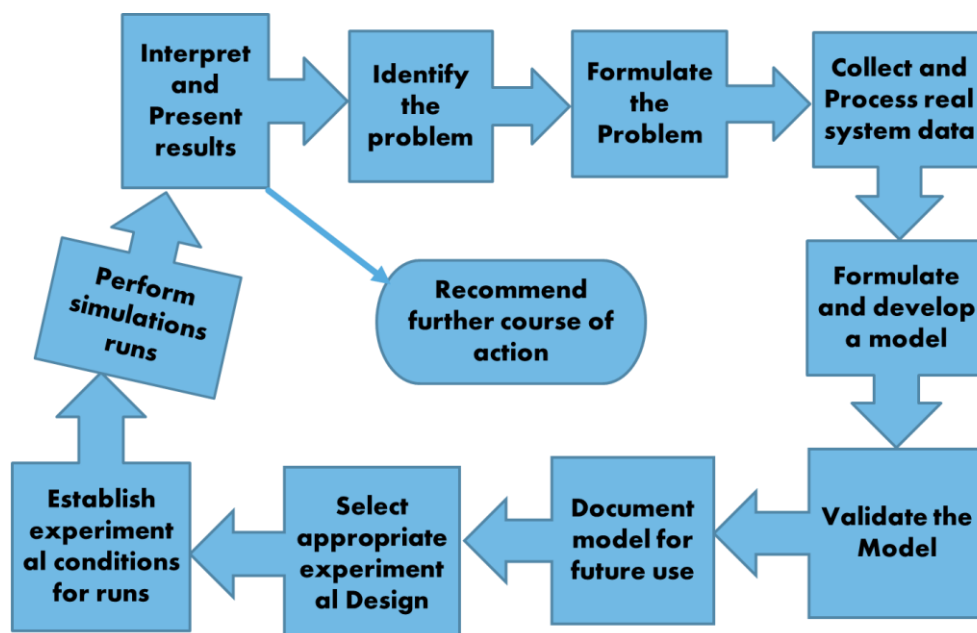 Interpret
and
Present
results
Identify
the
problem
Formulate
the
Problem
Collect and
Process real
system data
Formulate
and develop
a model
Validate the
Model
Document
model for
future use
Select
appropriate
experiment
al Design
Establish
experiment
al conditions
for runs
Perform
simulations
runs
Recommend
further course of
action